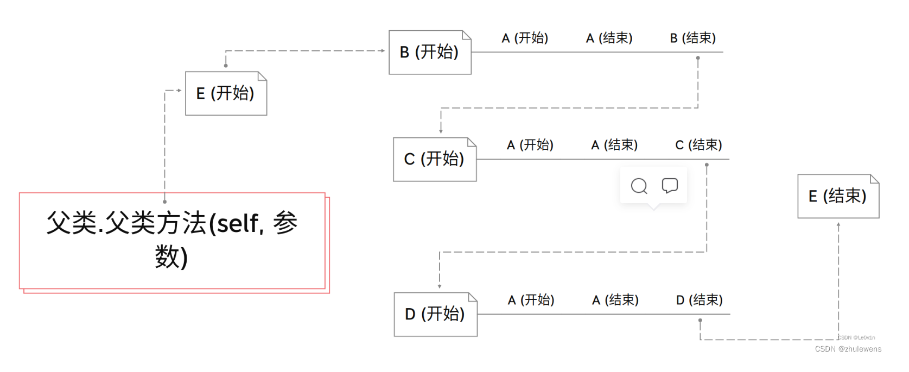 B (开始)
A (开始)
A (结束)
B (结束)
E (开始)
C (开始)
A (开始)
A (结束)
C (结束)
E (结束)
父类.父类方法(self, 参
数)
D (开始)
A (开始)
A (结束)
D (结束)
CSDN @zhulewens